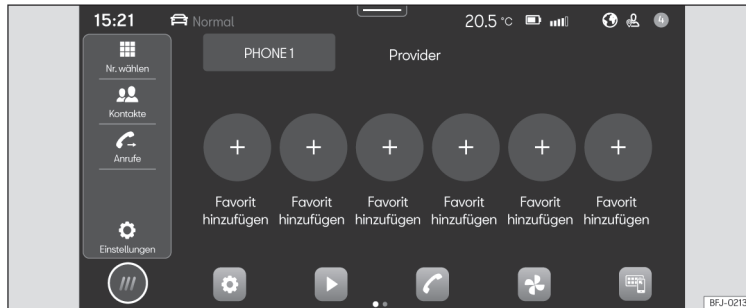 15:21 Normal 20.5 °C 4
Nr. wählen
PHONE 1 Provider
Kontakte
Anrufe
Favorit Favorit Favorit Favorit Favorit Favorit
hinzufügen hinzufügen hinzufügen hinzufügen hinzufügen hinzufügen
Einstellungen
BFJ-0213